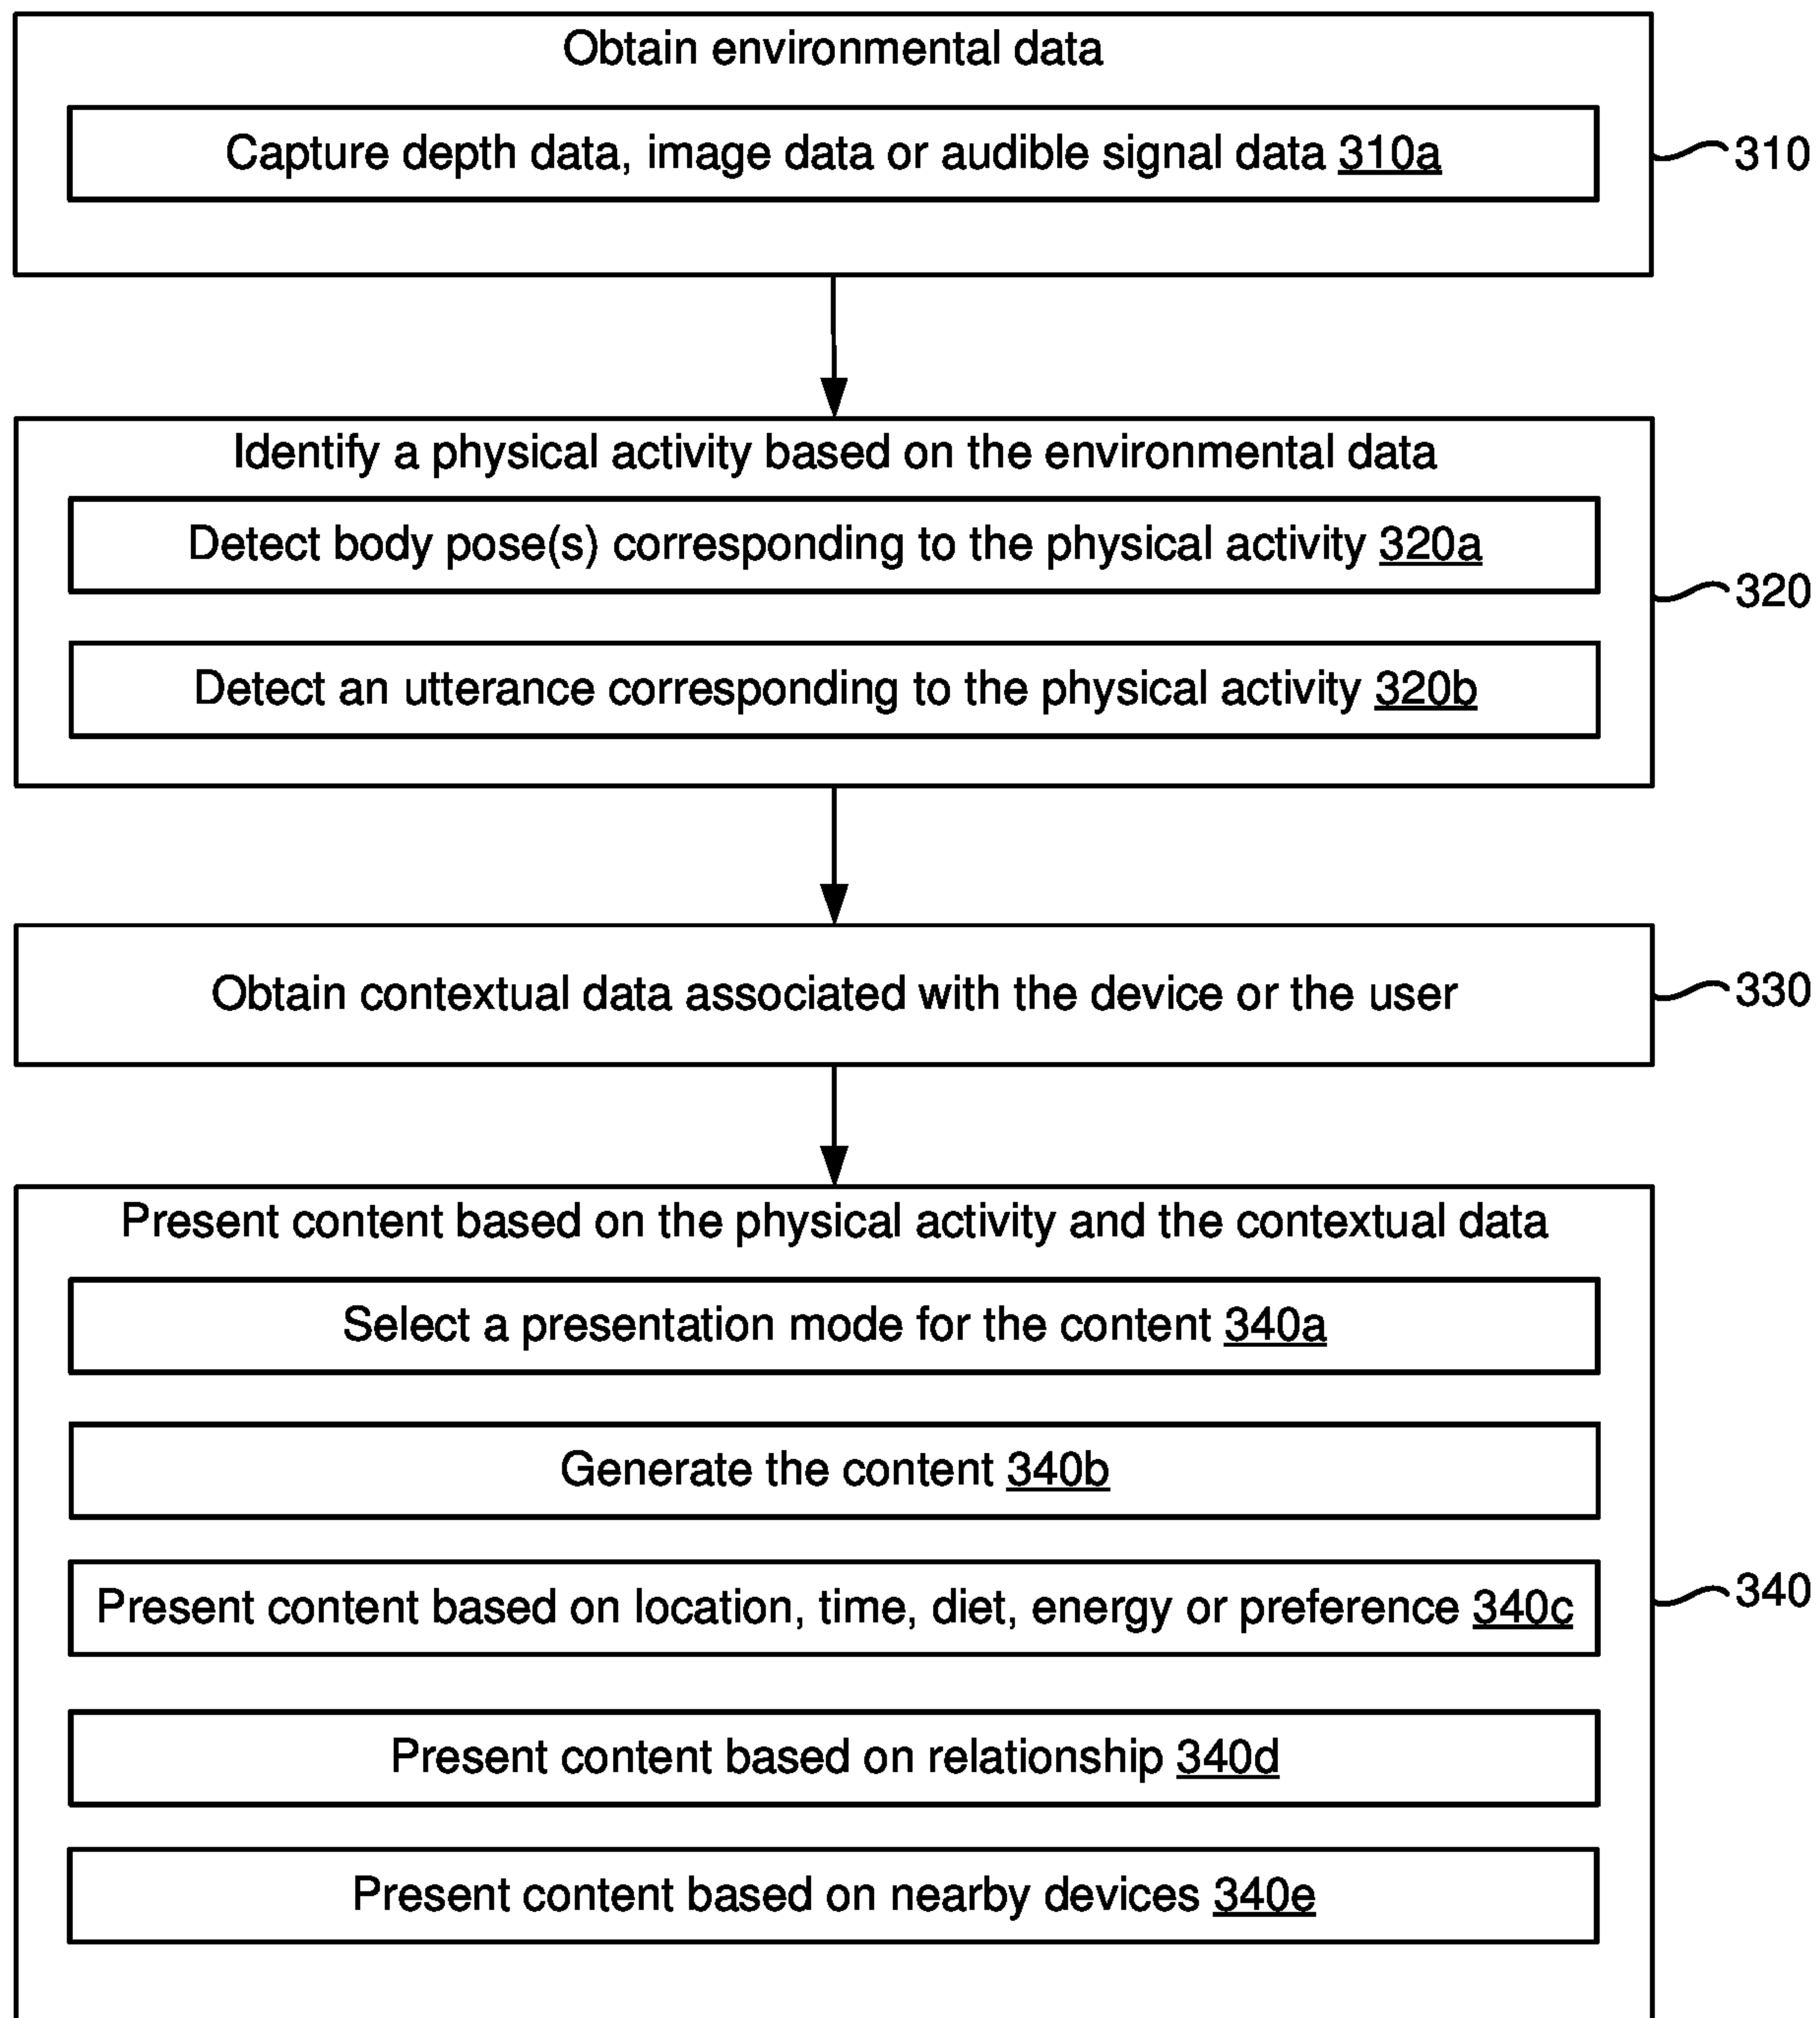 Obtain environmental data
Capture depth data, image data or audible signal data 310a
310
Identify a physical activity based on the environmental data
Detect body pose(s) corresponding to the physical activity 320a
320
Detect an utterance corresponding to the physical activity 320b
Obtain contextual data associated with the device or the user
330
Present content based on the physical activity and the contextual data
Select a presentation mode for the content 340a
Generate the content 340b
Present content based on location, time, diet, energy or preference 340c
340
Present content based on relationship 340d
Present content based on nearby devices 340e